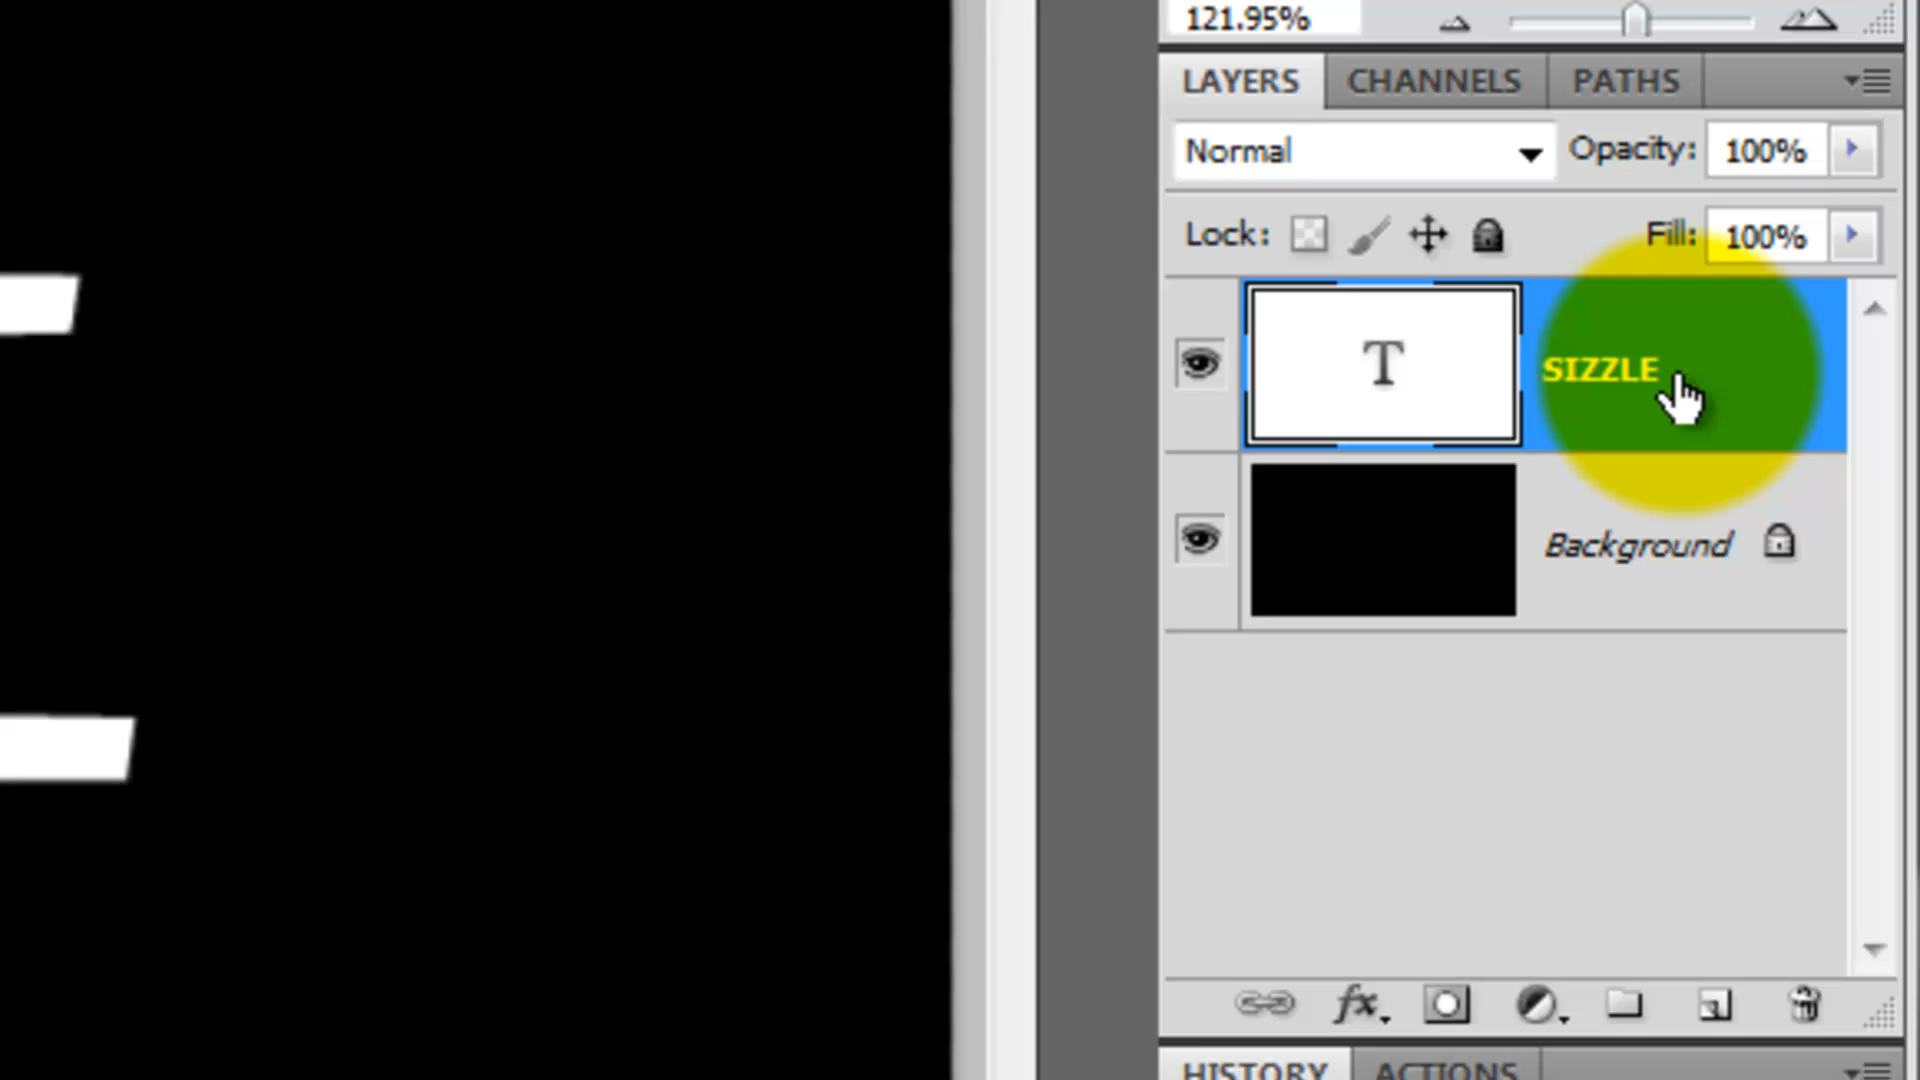 121.95%
LAYERS CHANNELS PATHS
Normal Opacity: 100%
Lock: Fill: 100%
T SIZZLE
Background
fx
HISTORY ACTIONS